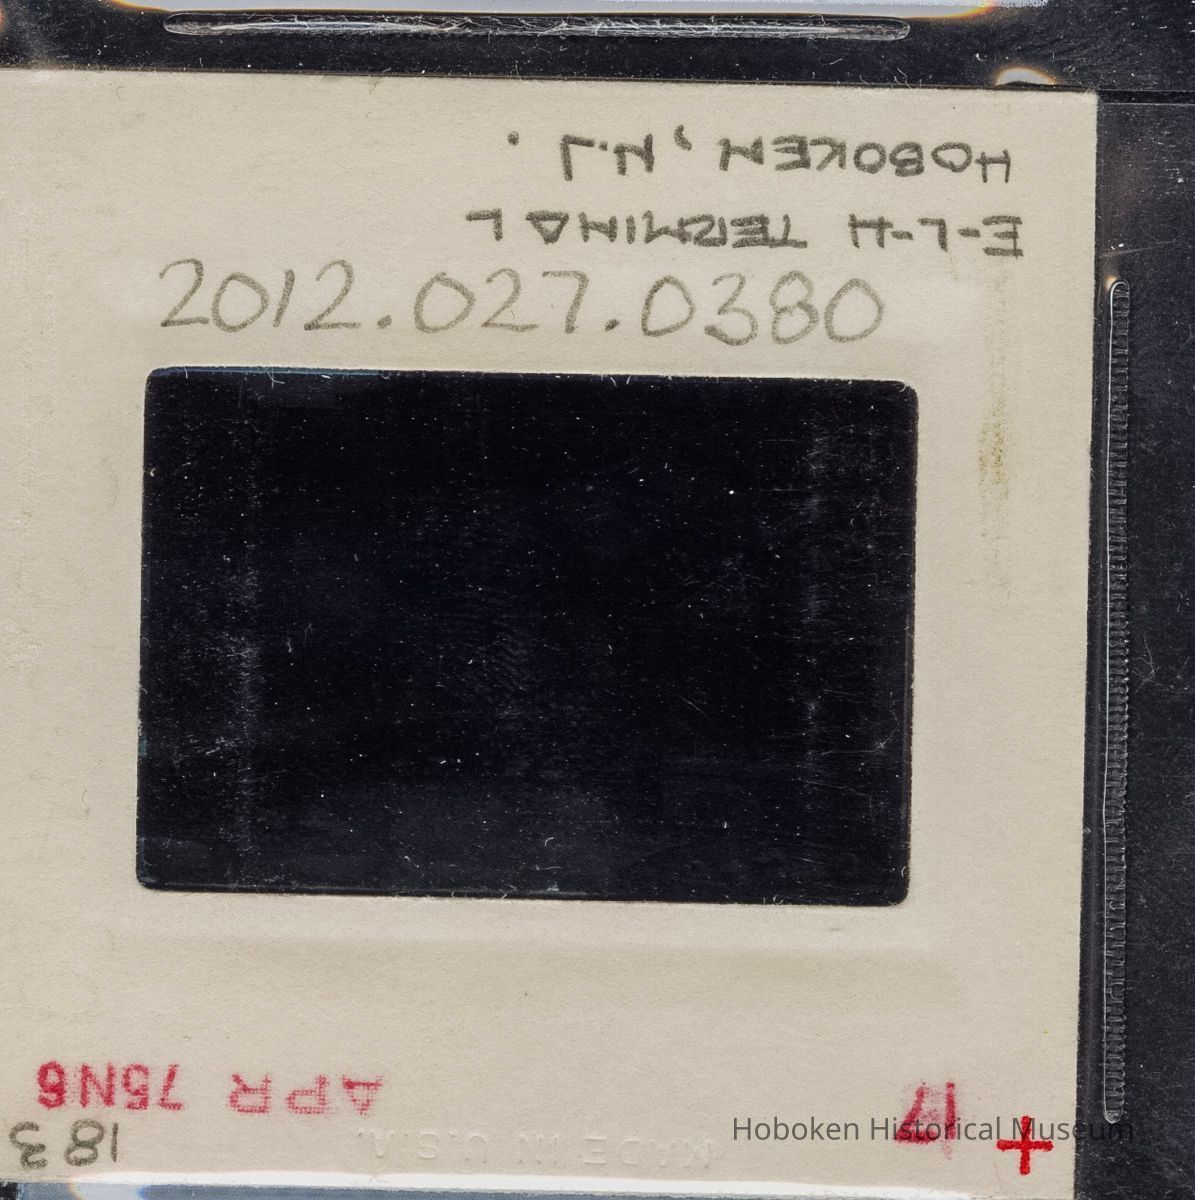 HOBOKEN, N.J.
E-L-H TERMINAL
2012.027.0380
APR 75N6
17
183
MADE IN U.S.A.
Hoboken Historical Museum
+